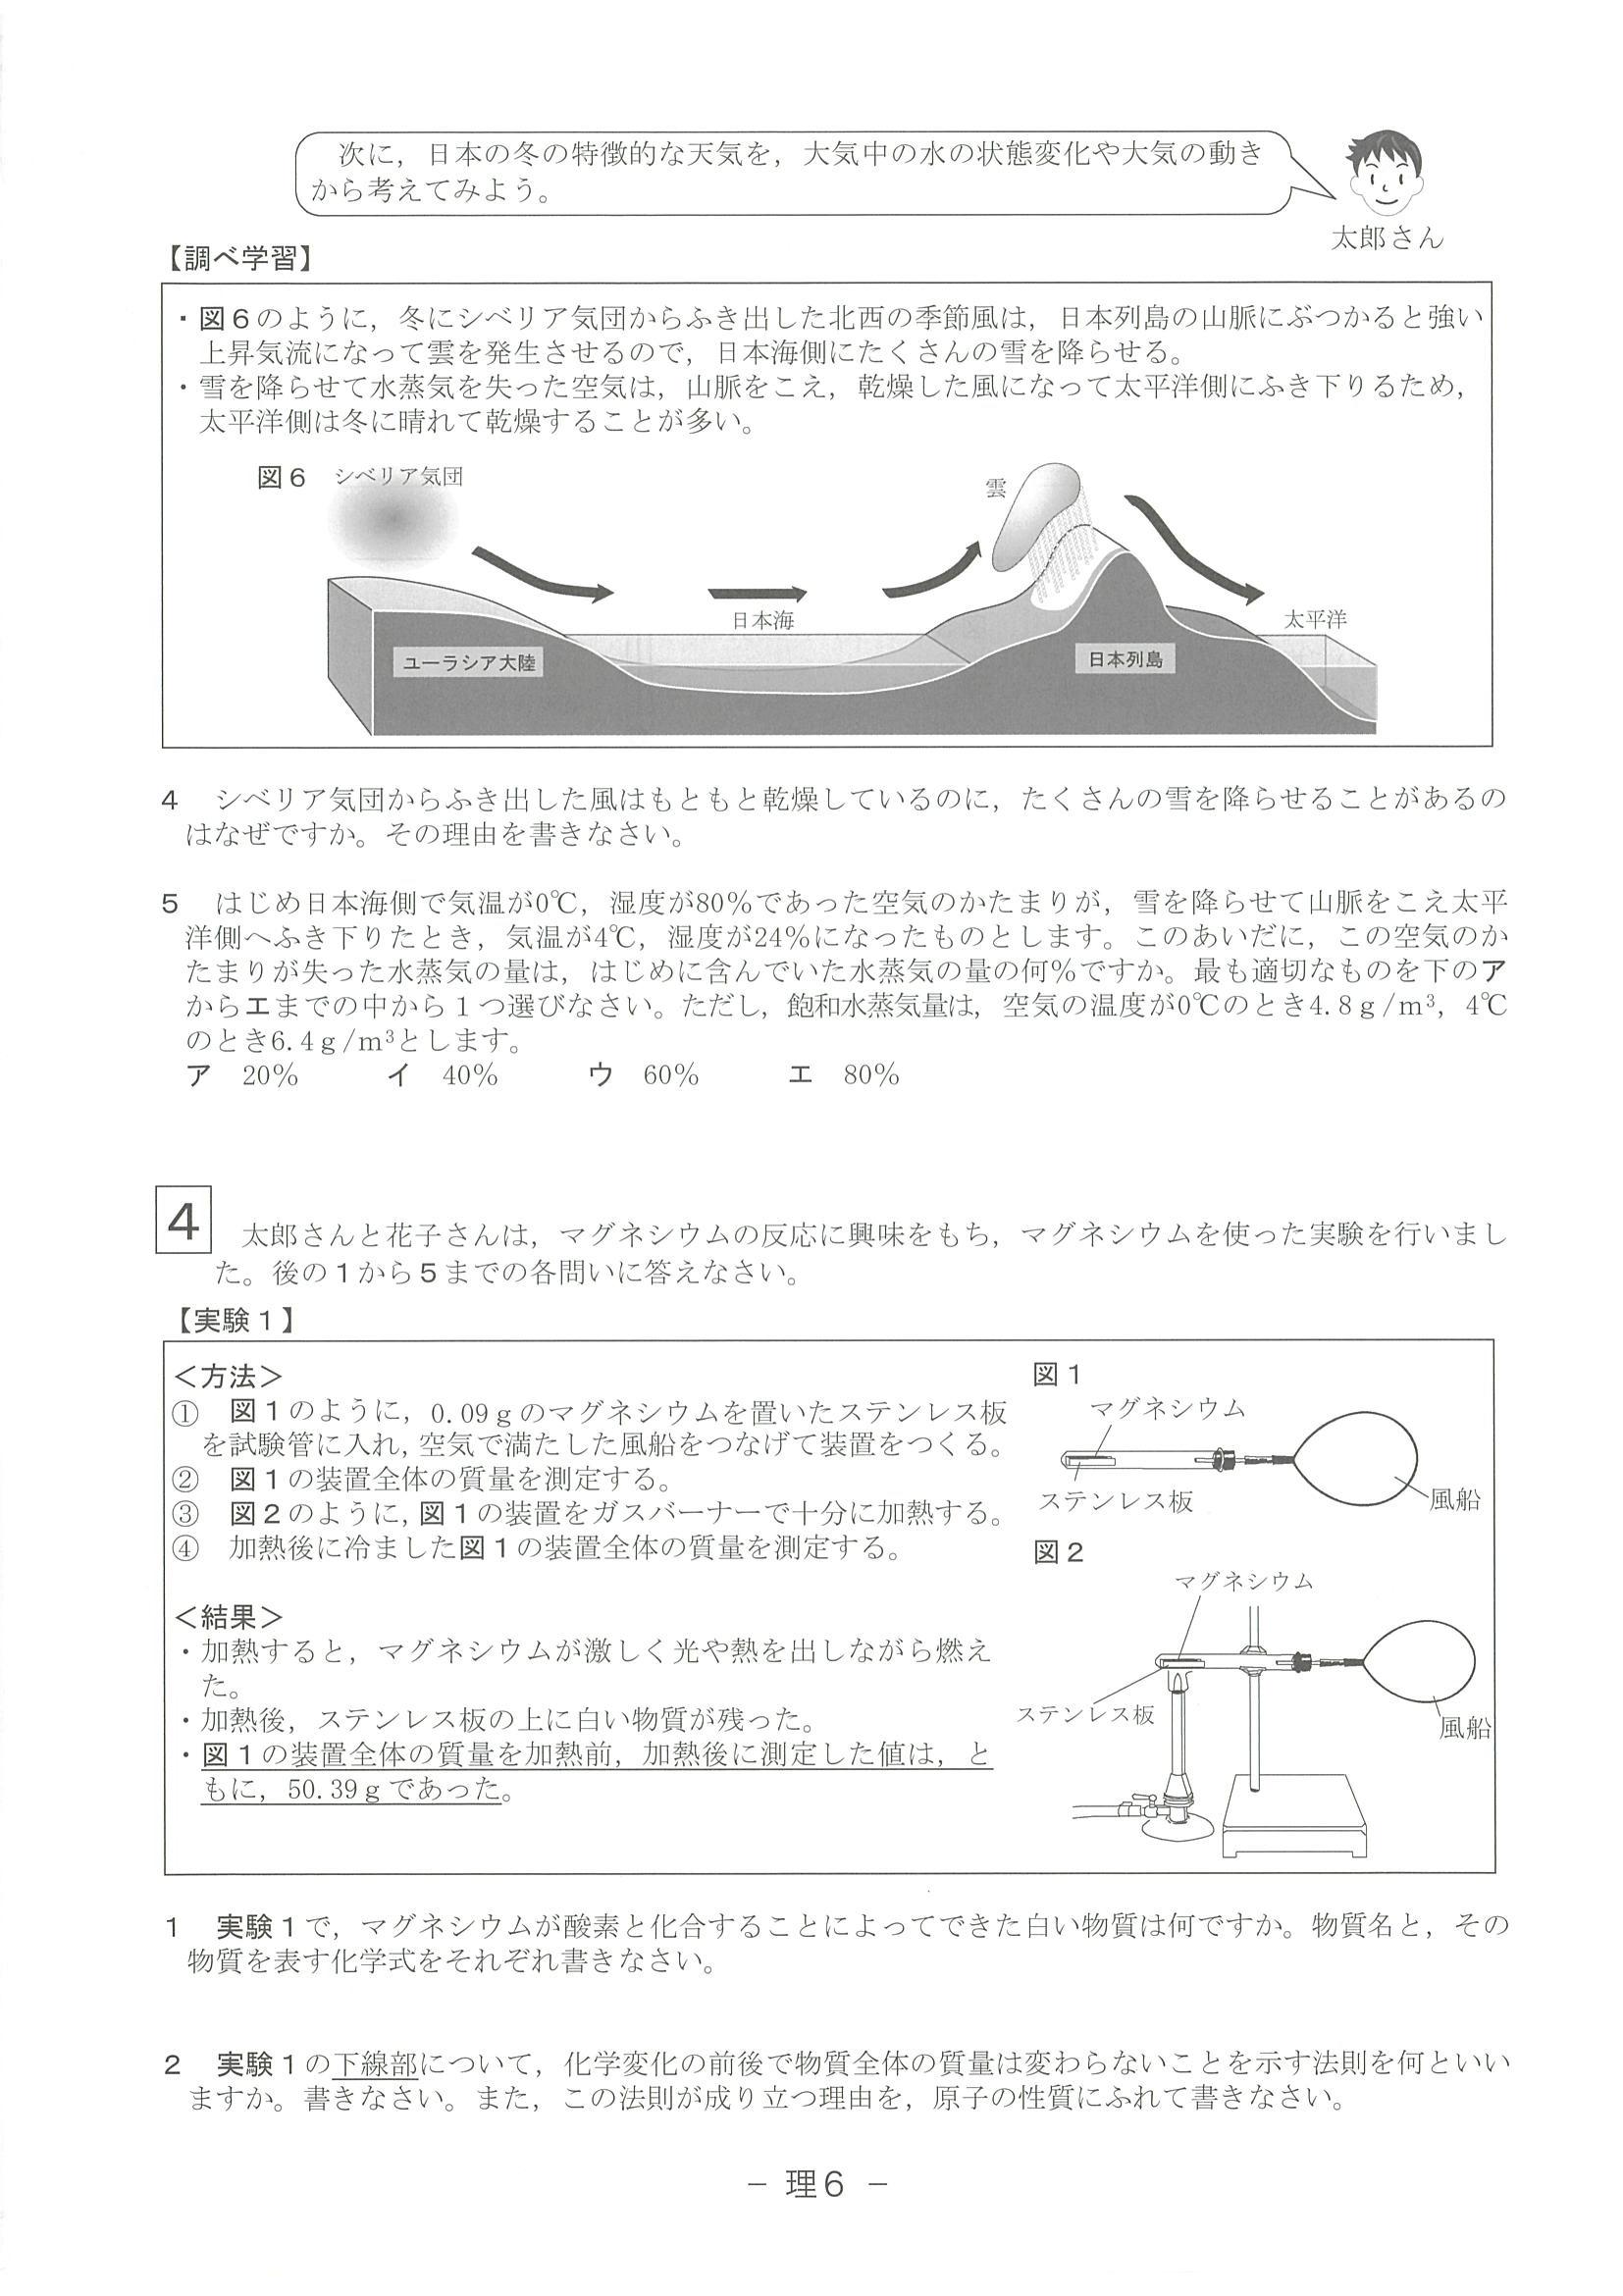 次に，日本の冬の特徴的な天気を，大気中の水の状態変化や大気の動き
から考えてみよう。
太郎さん
【調べ学習】
・図６のように，冬にシベリア気団からふき出した北西の季節風は，日本列島の山脈にぶつかると強い
上昇気流になって雲を発生させるので，日本海側にたくさんの雪を降らせる。
・雪を降らせて水蒸気を失った空気は，山脈をこえ，乾燥した風になって太平洋側にふき下りるため，
太平洋側は冬に晴れて乾燥することが多い。
図６ シベリア気団
雲
日本海
太平洋
ユーラシア大陸
日本列島
４ シベリア気団からふき出した風はもともと乾燥しているのに，たくさんの雪を降らせることがあるの
はなぜですか。その理由を書きなさい。
５ はじめ日本海側で気温が0℃，湿度が80％であった空気のかたまりが，雪を降らせて山脈をこえ太平
洋側へふき下りたとき，気温が4℃，湿度が24％になったものとします。このあいだに，この空気のか
たまりが失った水蒸気の量は，はじめに含んでいた水蒸気の量の何％ですか。最も適切なものを下のア
からエまでの中から１つ選びなさい。ただし，飽和水蒸気量は，空気の温度が0℃のとき4.8ｇ/m³，4℃
のとき6.4ｇ/m³とします。
ア 20％ イ 40％ ウ 60％ エ 80％
4 太郎さんと花子さんは，マグネシウムの反応に興味をもち，マグネシウムを使った実験を行いまし
た。後の１から５までの各問いに答えなさい。
【実験１】
＜方法＞
① 図１のように，0.09ｇのマグネシウムを置いたステンレス板
を試験管に入れ，空気で満たした風船をつなげて装置をつくる。
② 図１の装置全体の質量を測定する。
③ 図２のように，図１の装置をガスバーナーで十分に加熱する。
④ 加熱後に冷ました図１の装置全体の質量を測定する。
＜結果＞
・加熱すると，マグネシウムが激しく光や熱を出しながら燃え
た。
・加熱後，ステンレス板の上に白い物質が残った。
・図１の装置全体の質量を加熱前，加熱後に測定した値は，と
もに，50.39ｇであった。
図１
マグネシウム
ステンレス板
風船
図２
マグネシウム
ステンレス板
風船
１ 実験１で，マグネシウムが酸素と化合することによってできた白い物質は何ですか。物質名と，その
物質を表す化学式をそれぞれ書きなさい。
２ 実験１の下線部について，化学変化の前後で物質全体の質量は変わらないことを示す法則を何といい
ますか。書きなさい。また，この法則が成り立つ理由を，原子の性質にふれて書きなさい。
－ 理６ －